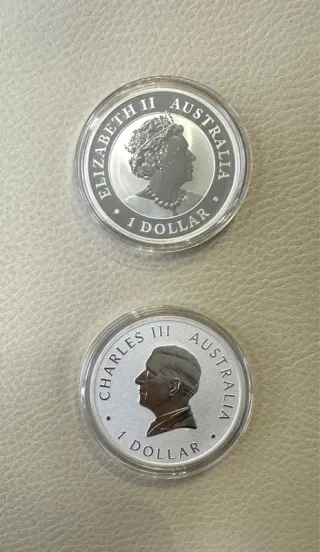 ELIZABETH II AUSTRALIA
• 1 DOLLAR •
CHARLES III AUSTRALIA
• 1 DOLLAR •